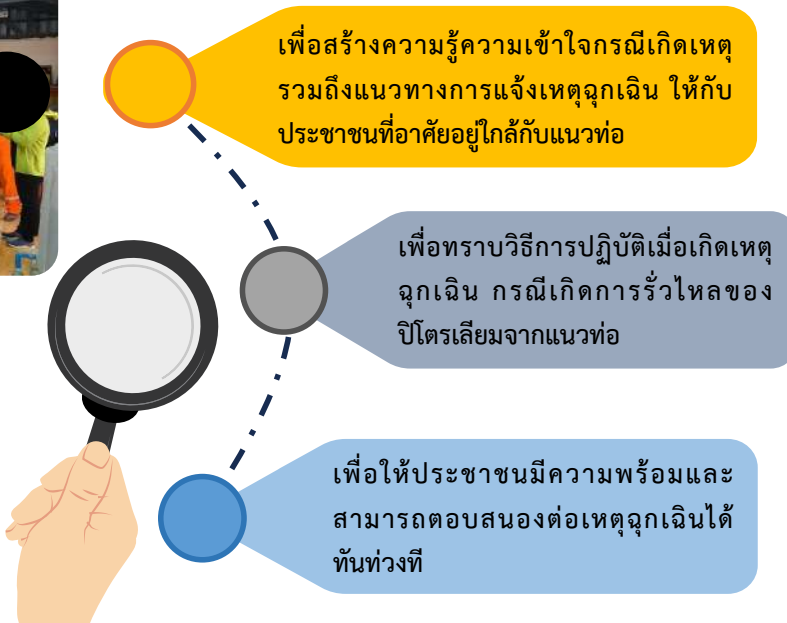 เพื่อสร้างความรู้ความเข้าใจกรณีเกิดเหตุ
รวมถึงแนวทางการแจ้งเหตุฉุกเฉิน ให้กับ
ประชาชนที่อาศัยอยู่ใกล้กับแนวท่อ
เพื่อทราบวิธีการปฏิบัติเมื่อเกิดเหตุ
ฉุกเฉิน กรณีเกิดการรั่วไหลของ
ปิโตรเลียมจากแนวท่อ
เพื่อให้ประชาชนมีความพร้อมและ
สามารถตอบสนองต่อเหตุฉุกเฉินได้
ทันท่วงที